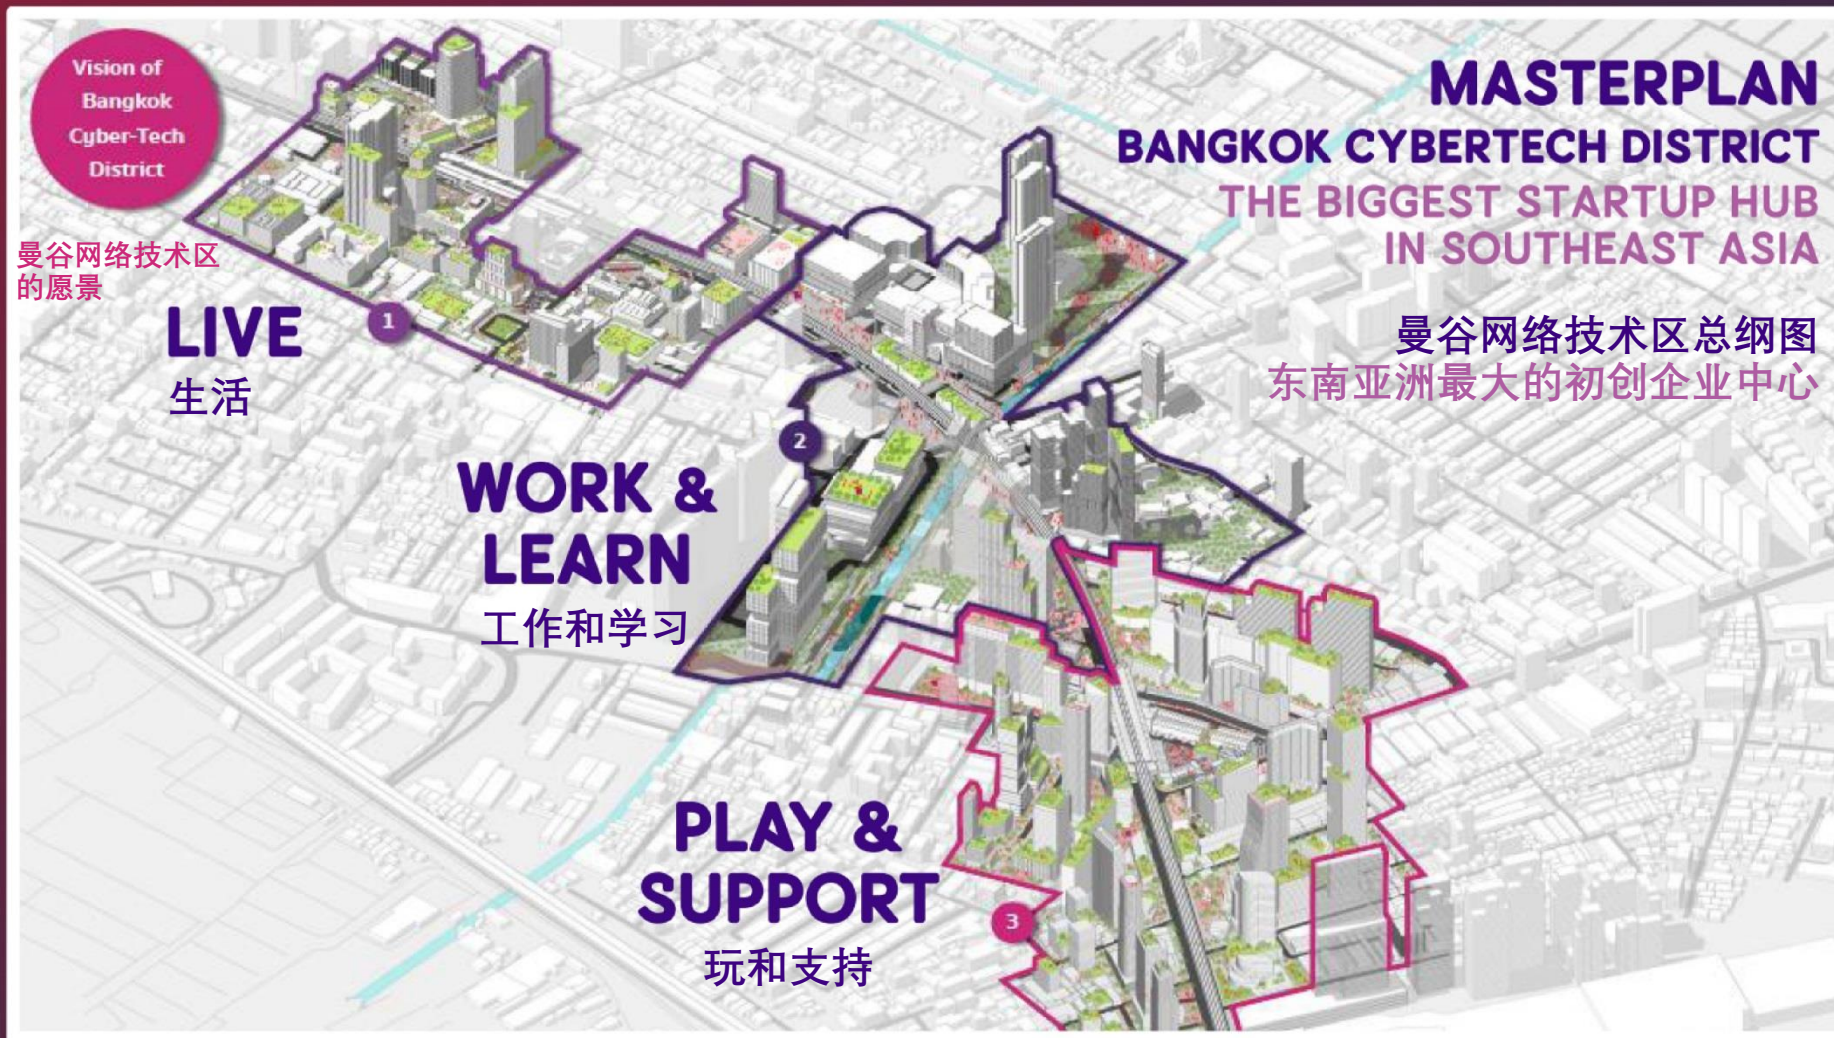 Vision of
Bangkok
Cyber-Tech
District
曼谷网络技术区
的愿景
MASTERPLAN
BANGKOK CYBERTECH DISTRICT
THE BIGGEST STARTUP HUB
IN SOUTHEAST ASIA
曼谷网络技术区总纲图
东南亚洲最大的初创企业中心
LIVE
生活
1
WORK &
LEARN
工作和学习
2
PLAY &
SUPPORT
玩和支持
3